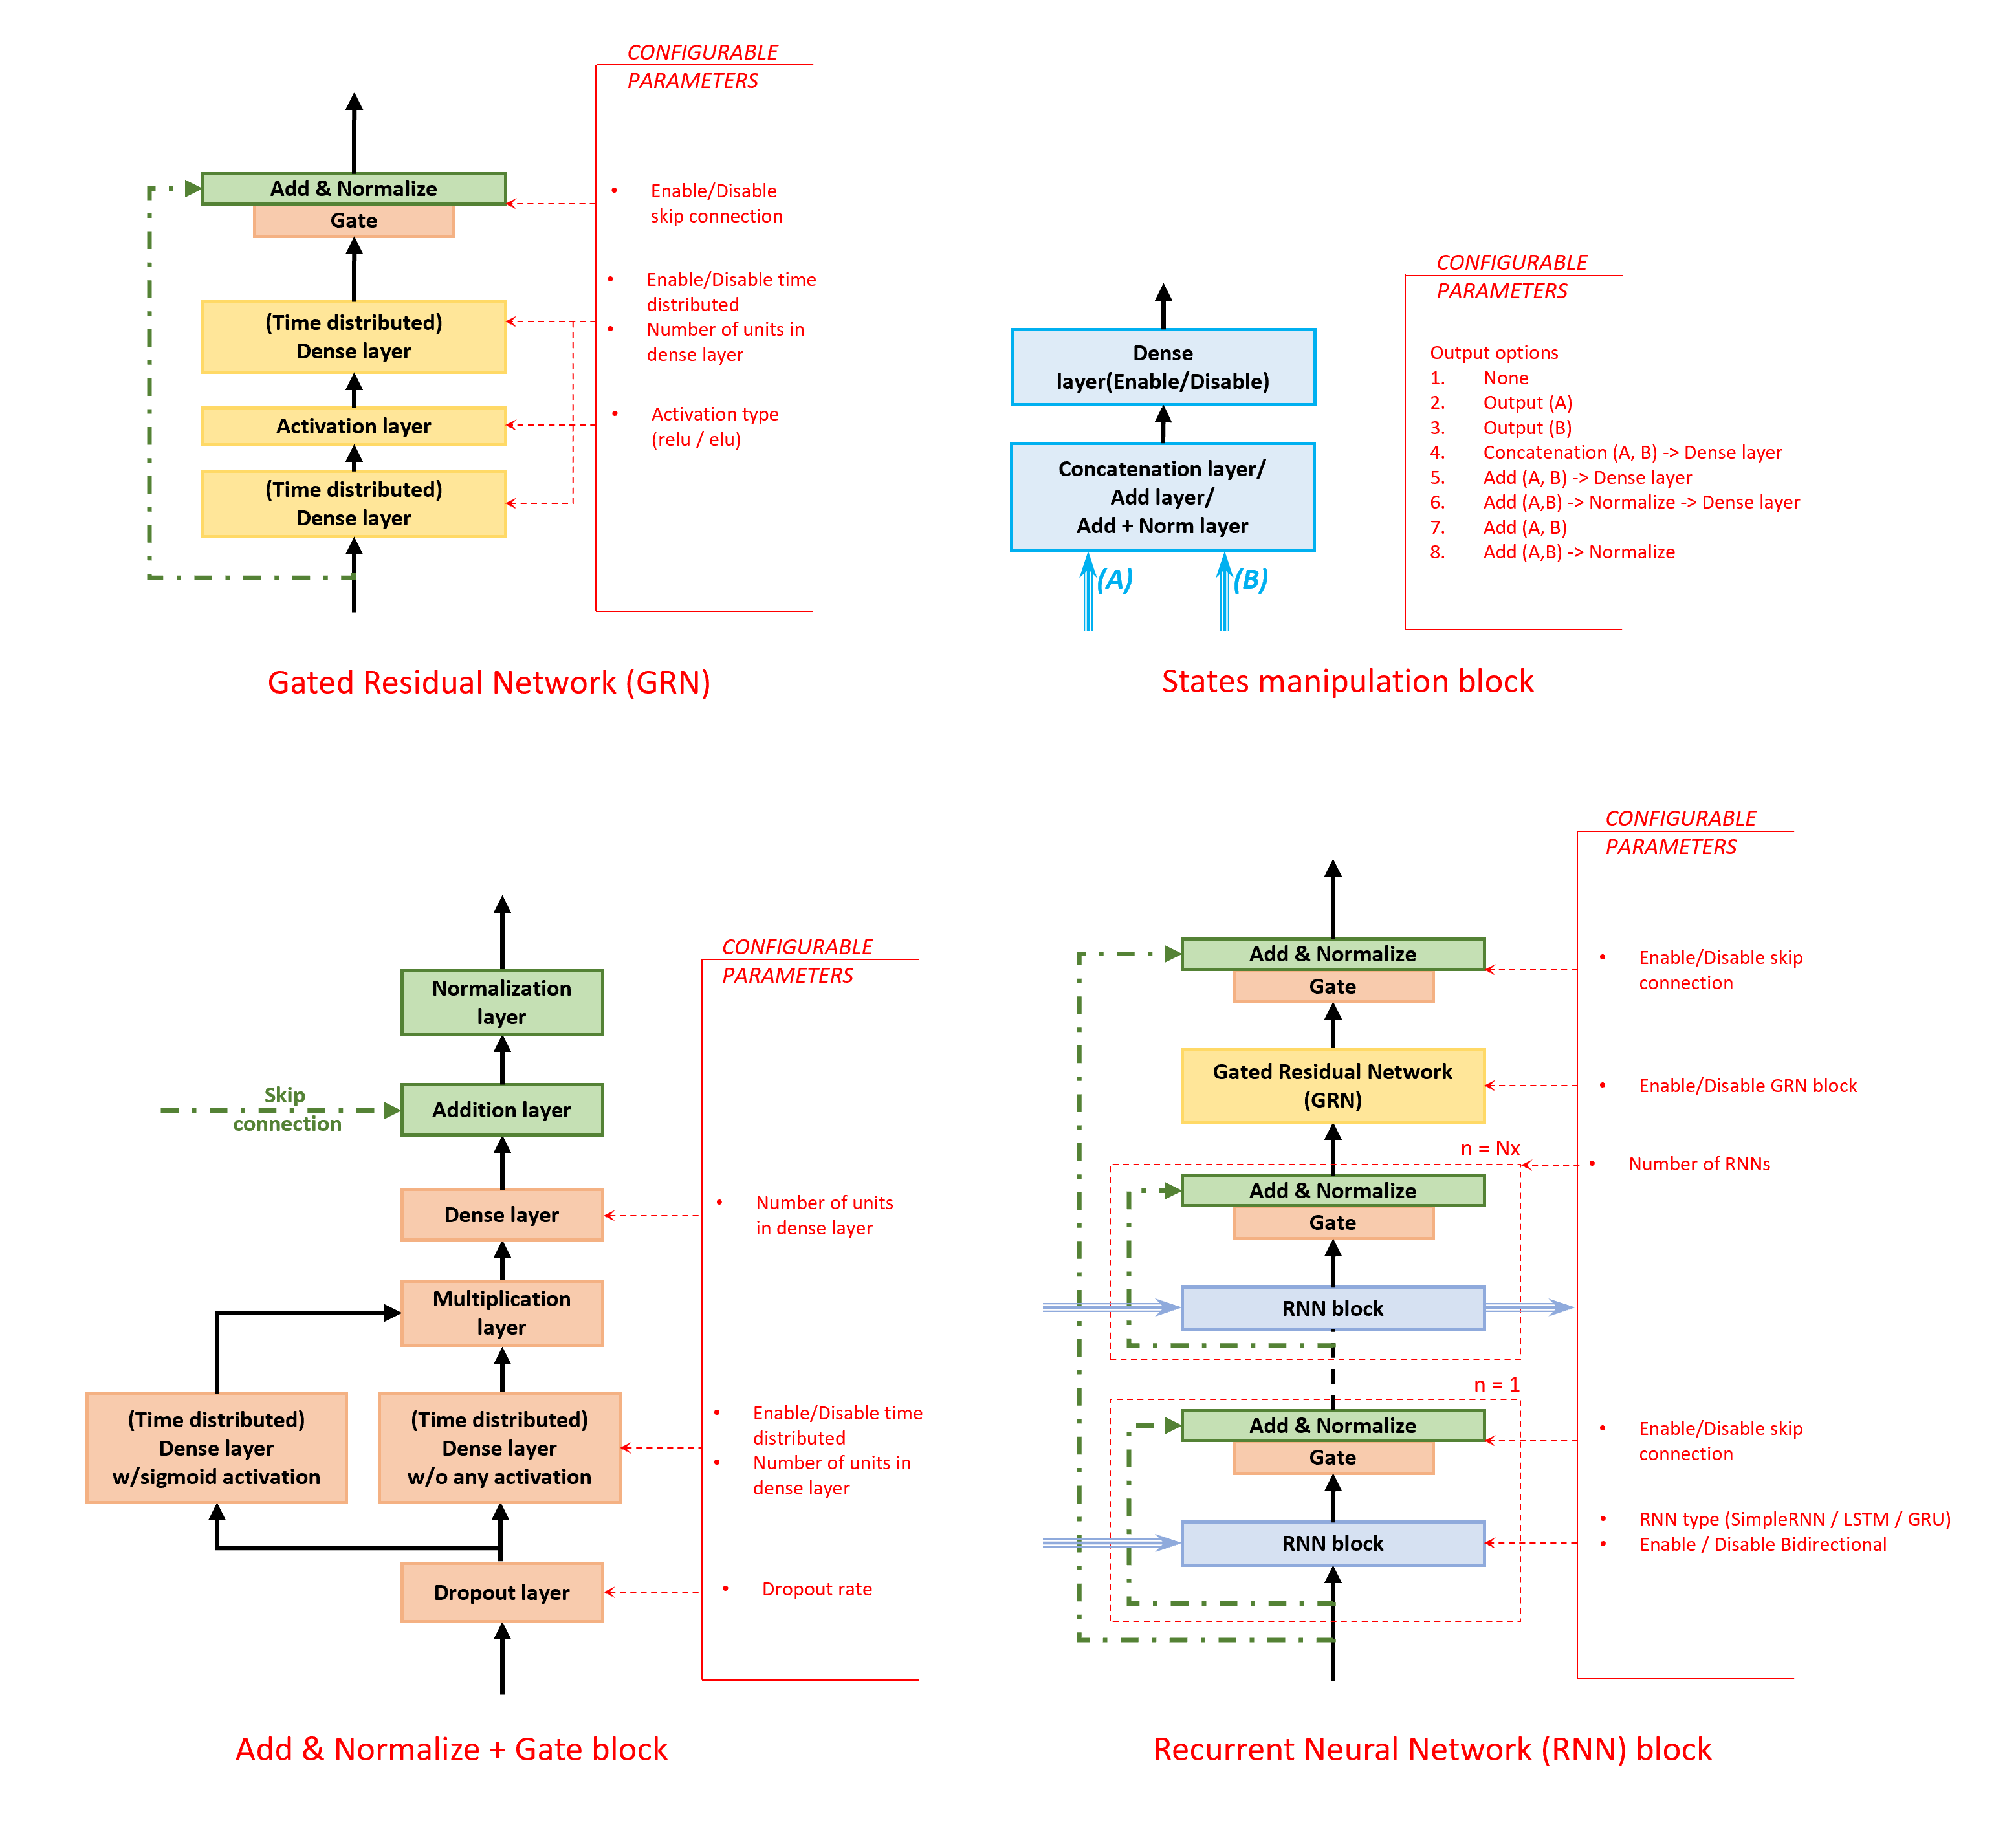 CONFIGURABLE
PARAMETERS
Add & Normalize
Gate
(Time distributed)
Dense layer
Activation layer
(Time distributed)
Dense layer
• Enable/Disable
skip connection
• Enable/Disable time
distributed
• Number of units in
dense layer
• Activation type
(relu / elu)
Gated Residual Network (GRN)
CONFIGURABLE
PARAMETERS
Dense
layer(Enable/Disable)
Concatenation layer/
Add layer/
Add + Norm layer
(A)
(B)
Output options
1. None
2. Output (A)
3. Output (B)
4. Concatenation (A, B) -> Dense layer
5. Add (A, B) -> Dense layer
6. Add (A,B) -> Normalize -> Dense layer
7. Add (A, B)
8. Add (A,B) -> Normalize
States manipulation block
CONFIGURABLE
PARAMETERS
Normalization
layer
Skip
connection
Addition layer
Dense layer
Multiplication
layer
(Time distributed)
Dense layer
w/sigmoid activation
(Time distributed)
Dense layer
w/o any activation
Dropout layer
• Number of units
in dense layer
• Enable/Disable time
distributed
• Number of units in
dense layer
• Dropout rate
Add & Normalize + Gate block
CONFIGURABLE
PARAMETERS
Add & Normalize
Gate
Gated Residual Network
(GRN)
n = Nx
Add & Normalize
Gate
RNN block
n = 1
Add & Normalize
Gate
RNN block
• Enable/Disable skip
connection
• Enable/Disable GRN block
• Number of RNNs
• Enable/Disable skip
connection
• RNN type (SimpleRNN / LSTM / GRU)
• Enable / Disable Bidirectional
Recurrent Neural Network (RNN) block